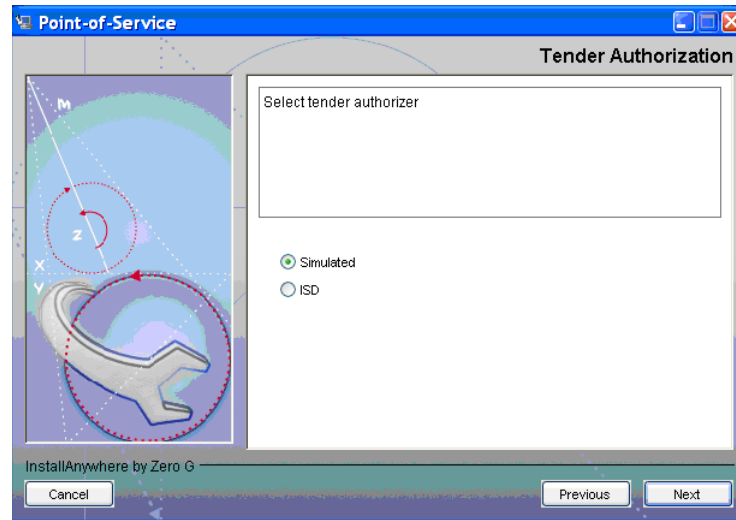 Point-of-Service
Tender Authorization
m
Select tender authorizer
z
x
y
Simulated
ISD
InstallAnywhere by Zero G
Cancel
Previous
Next